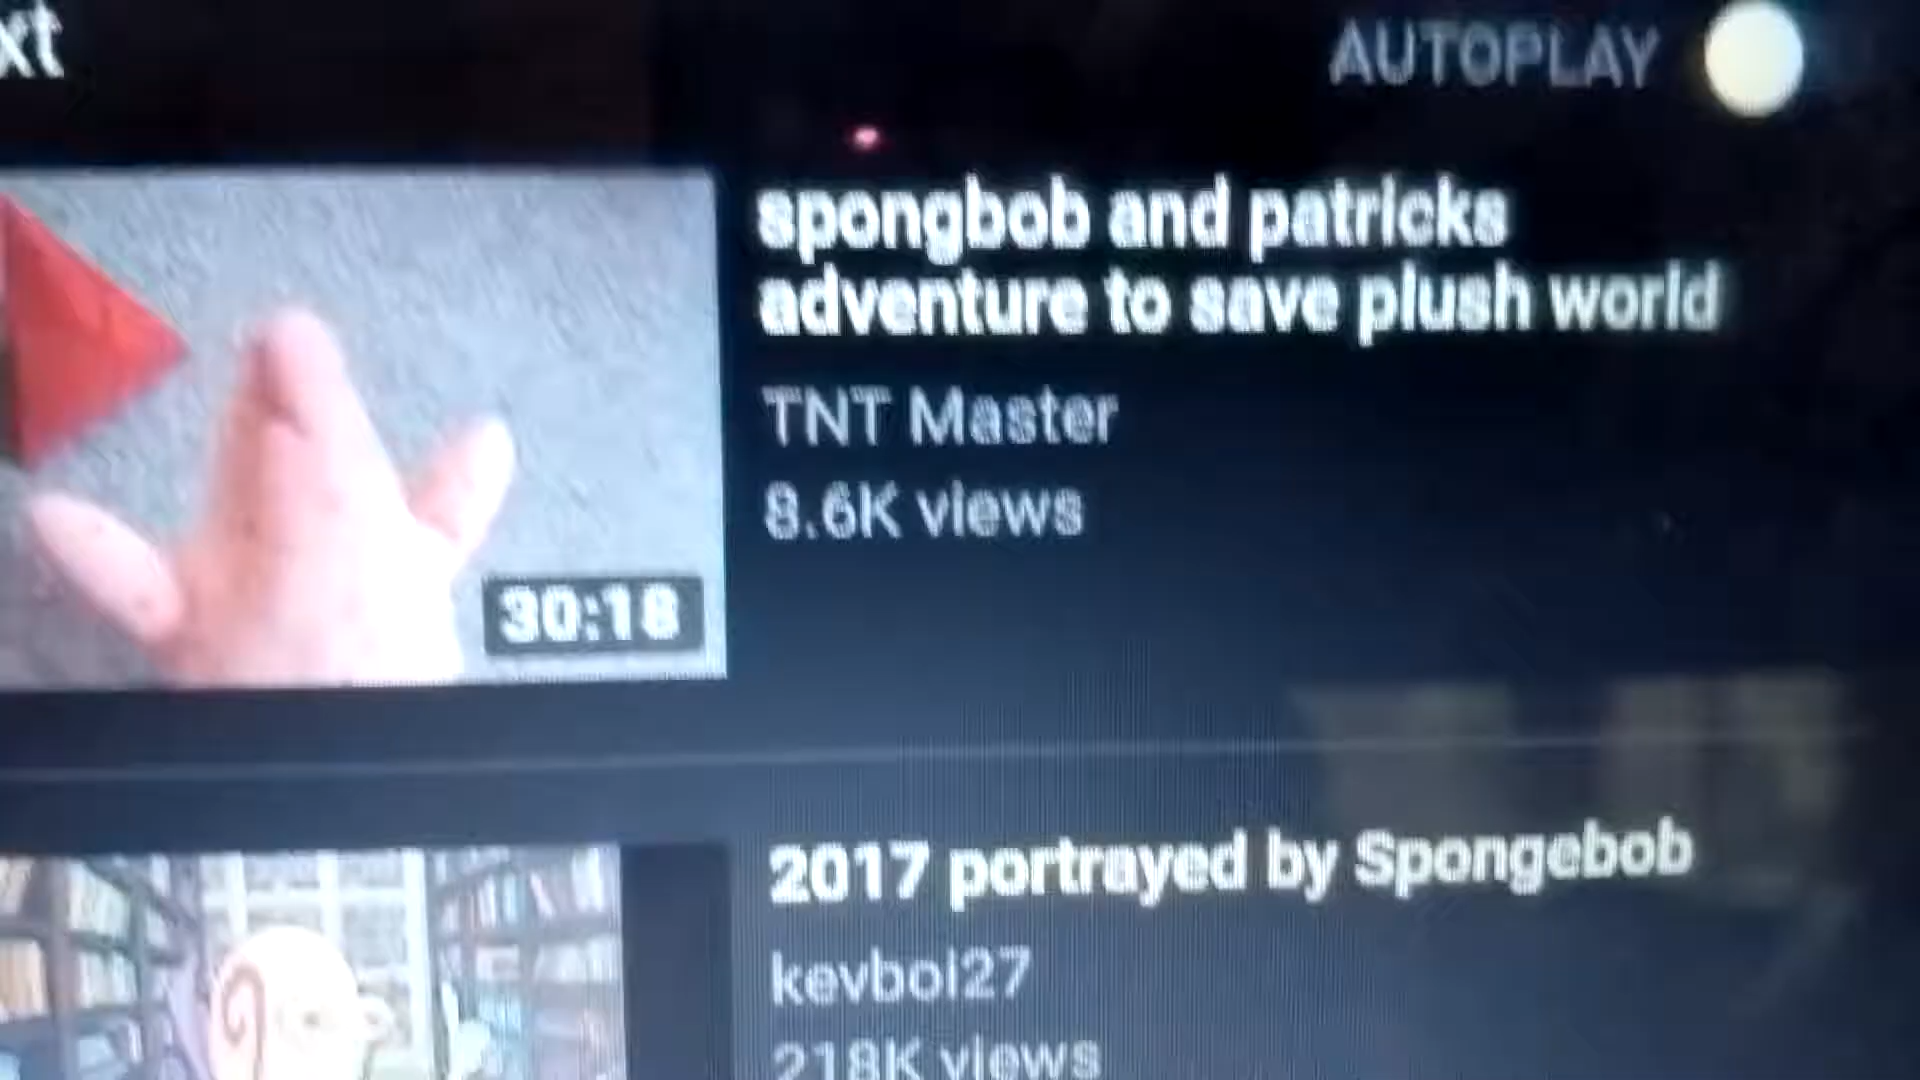 xt
AUTOPLAY
spongbob and patricks
adventure to save plush world
TNT Master
8.6K views
30:18
2017 portrayed by Spongebob
kevboi27
218K views